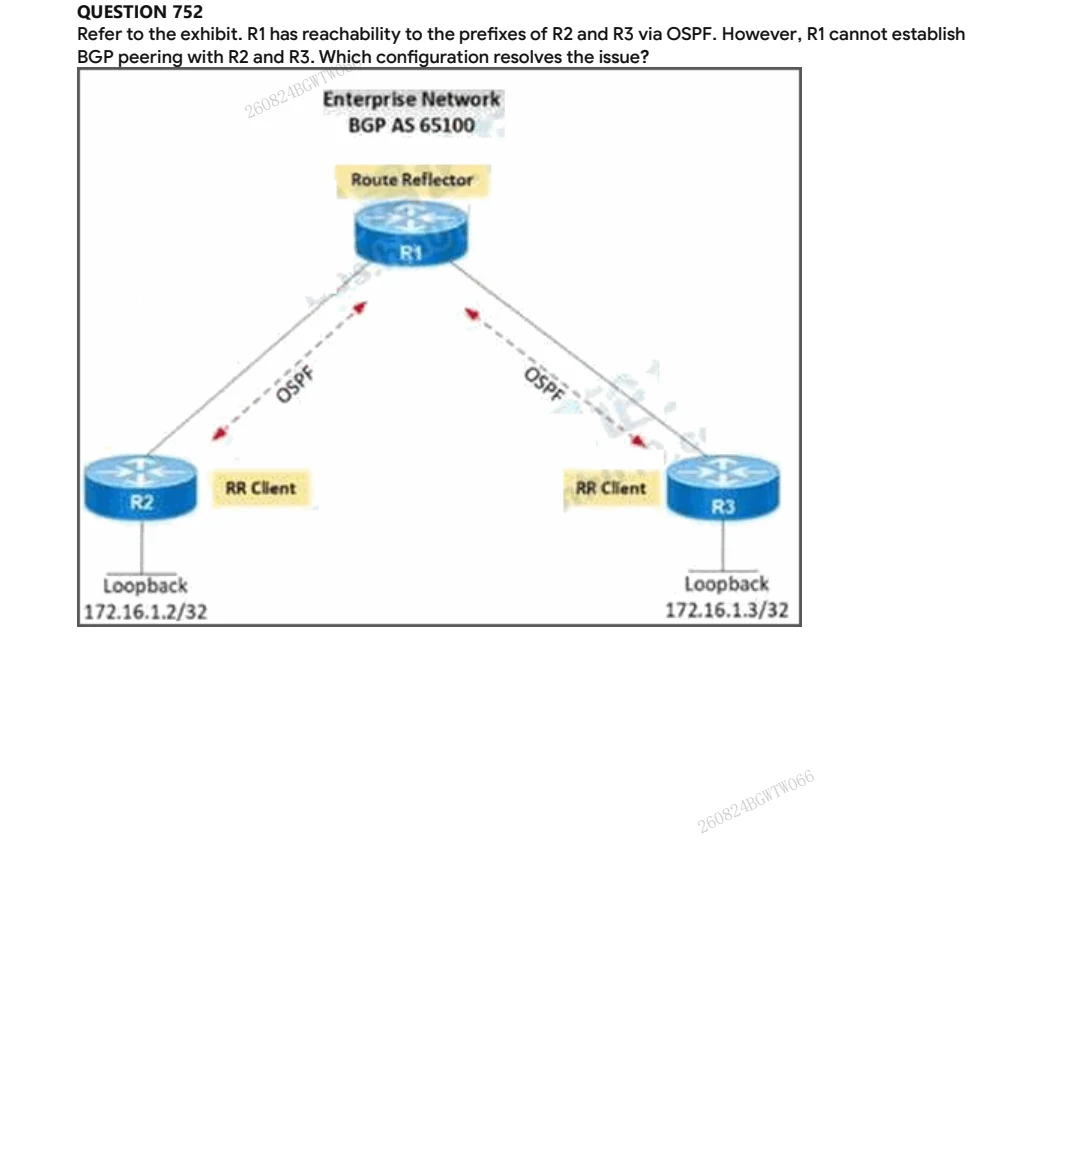 QUESTION 752
Refer to the exhibit. R1 has reachability to the prefixes of R2 and R3 via OSPF. However, R1 cannot establish
BGP peering with R2 and R3. Which configuration resolves the issue?
Enterprise Network
BGP AS 65100
Route Reflector
R1
OSPF
OSPF
R2
RR Client
RR Client
R3
Loopback
172.16.1.2/32
Loopback
172.16.1.3/32
260824BGWTW066